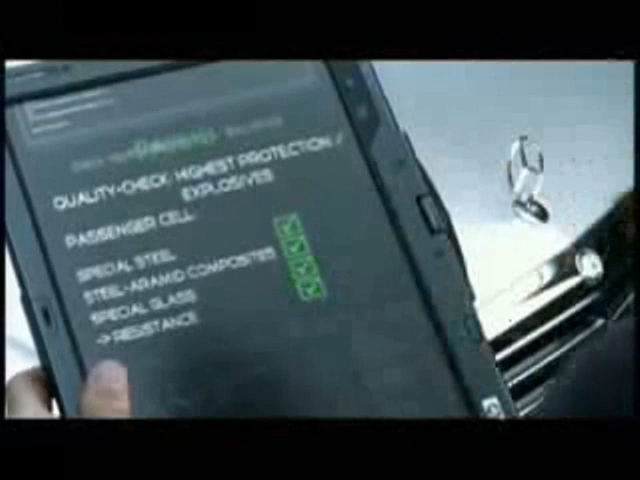 QUALITY-CHECK: HIGHEST PROTECTION /
EXPLOSIVES
PASSENGER CELL:
SPECIAL STEEL
STEEL-ARAMID COMPOSITES
SPECIAL GLASS
-> RESISTANCE